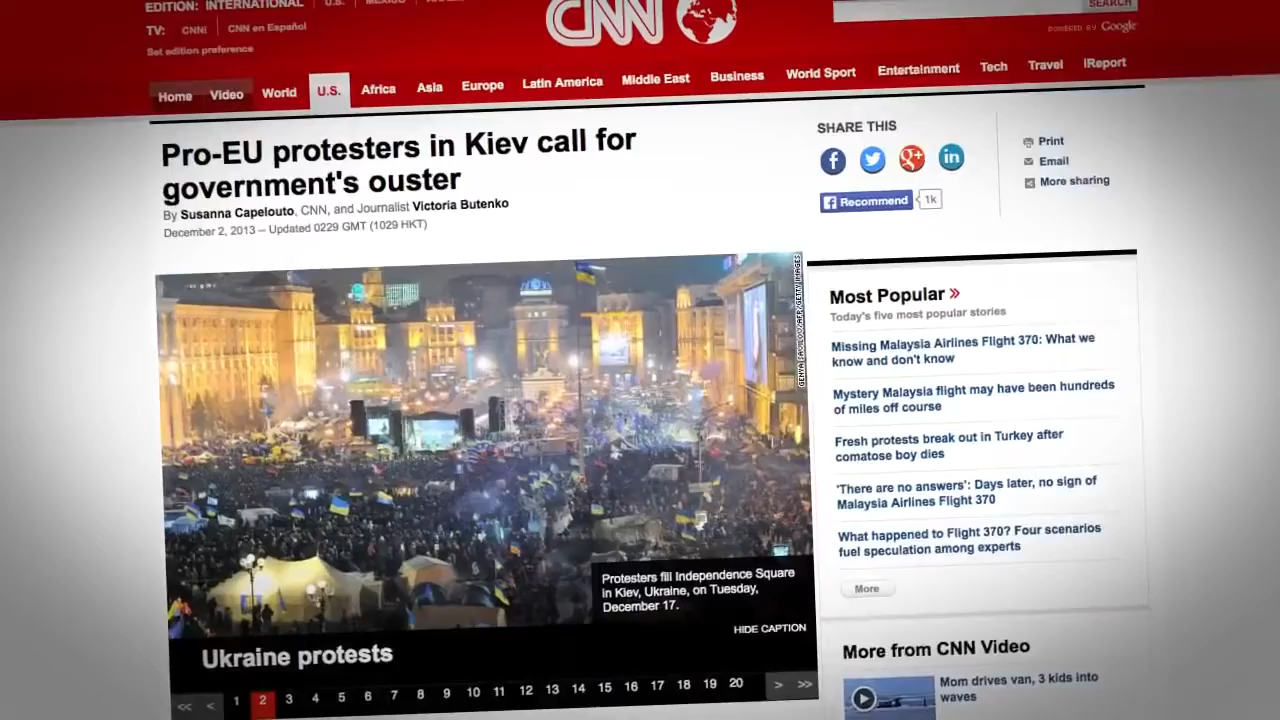 EDITION: INTERNATIONAL U.S. MEXICO
TV: CNNi CNN en Español
Set edition preference
CNN
SEARCH
POWERED BY Google
Home Video World U.S. Africa Asia Europe Latin America Middle East Business World Sport Entertainment Tech Travel iReport
Pro-EU protesters in Kiev call for
government's ouster
By Susanna Capelouto, CNN, and Journalist Victoria Butenko
December 2, 2013 -- Updated 0229 GMT (1029 HKT)
SHARE THIS
f
g+
in
Recommend 1k
Print
Email
More sharing
Protesters fill Independence Square
in Kiev, Ukraine, on Tuesday,
December 17.
HIDE CAPTION
Ukraine protests
<< < 1 2 3 4 5 6 7 8 9 10 11 12 13 14 15 16 17 18 19 20 > >>
Most Popular »
Today's five most popular stories
Missing Malaysia Airlines Flight 370: What we
know and don't know
Mystery Malaysia flight may have been hundreds
of miles off course
Fresh protests break out in Turkey after
comatose boy dies
'There are no answers': Days later, no sign of
Malaysia Airlines Flight 370
What happened to Flight 370? Four scenarios
fuel speculation among experts
More
More from CNN Video
Mom drives van, 3 kids into
waves